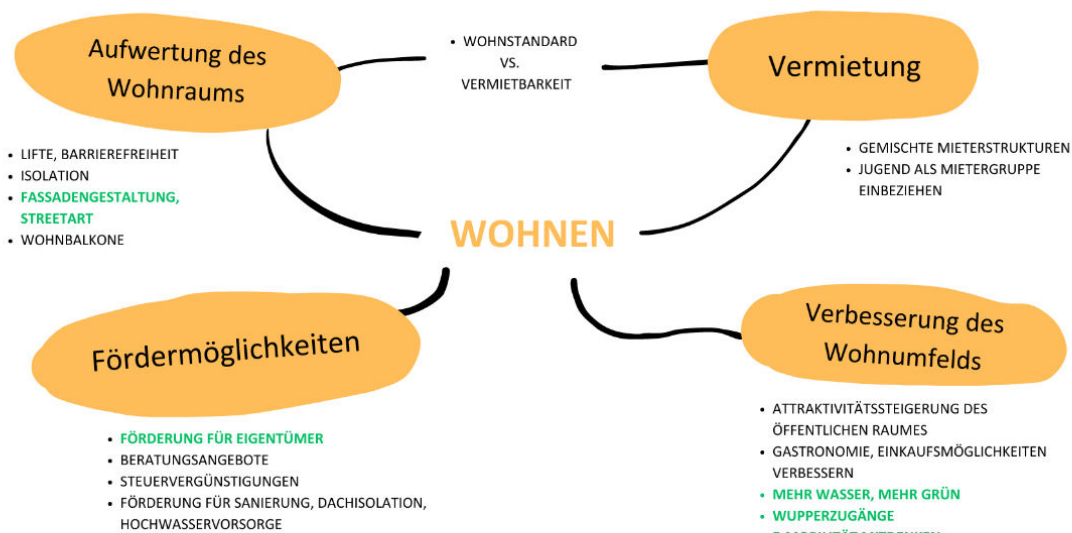 Aufwertung des
Wohnraums
• WOHNSTANDARD
VS.
VERMIETBARKEIT
Vermietung
• LIFTE, BARRIEREFREIHEIT
• ISOLATION
• FASSADENGESTALTUNG,
STREETART
• WOHNBALKONE
• GEMISCHTE MIETERSTRUKTUREN
• JUGEND ALS MIETERGRUPPE
EINBEZIEHEN
WOHNEN
Fördermöglichkeiten
• FÖRDERUNG FÜR EIGENTÜMER
• BERATUNGSANGEBOTE
• STEUERVERGÜNSTIGUNGEN
• FÖRDERUNG FÜR SANIERUNG, DACHISOLATION,
HOCHWASSERVORSORGE
Verbesserung des
Wohnumfelds
• ATTRAKTIVITÄTSSTEIGERUNG DES
ÖFFENTLICHEN RAUMES
• GASTRONOMIE, EINKAUFSMÖGLICHKEITEN
VERBESSERN
• MEHR WASSER, MEHR GRÜN
• WUPPERZUGÄNGE